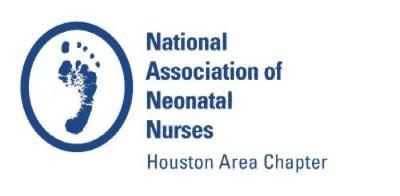 National
Association of
Neonatal
Nurses
Houston Area Chapter